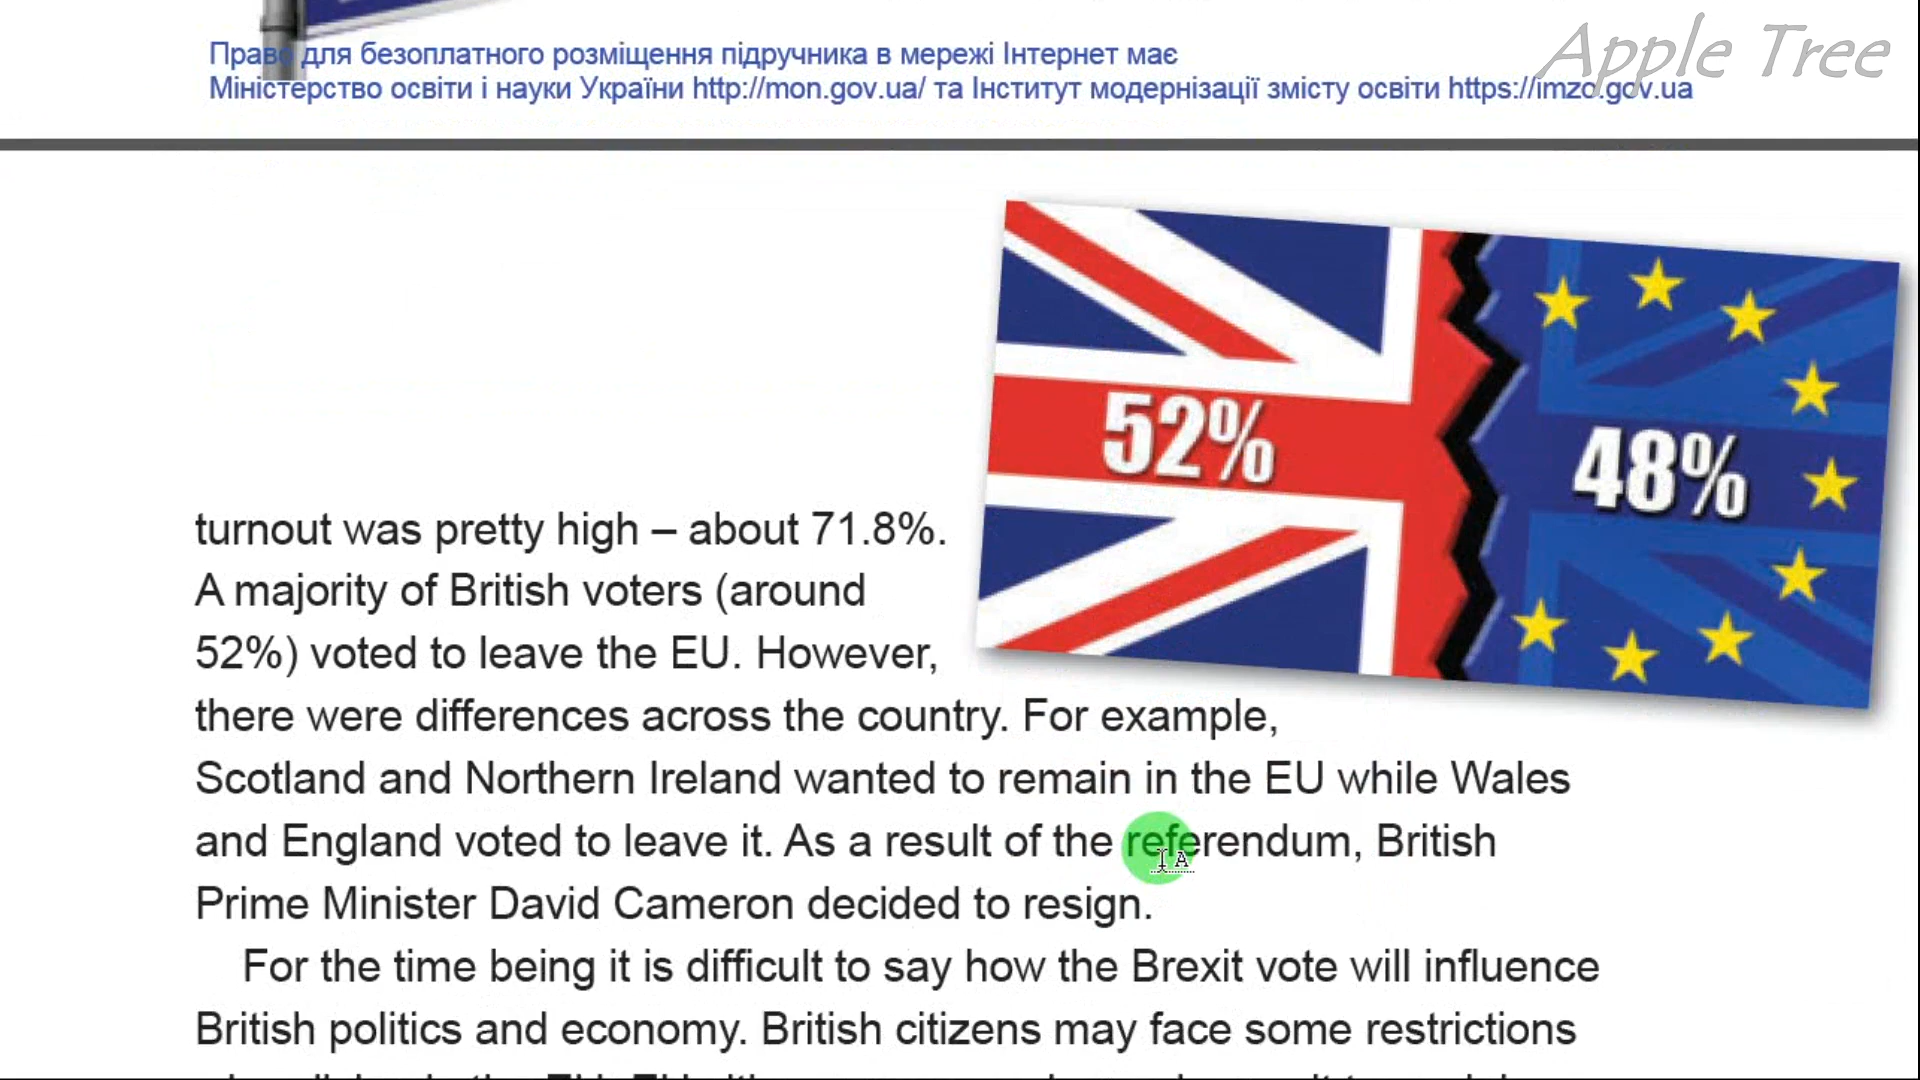 Apple Tree
Право для безоплатного розміщення підручника в мережі Інтернет має
Міністерство освіти і науки України http://mon.gov.ua/ та Інститут модернізації змісту освіти https://imzo.gov.ua
52%
48%
turnout was pretty high – about 71.8%.
A majority of British voters (around
52%) voted to leave the EU. However,
there were differences across the country. For example,
Scotland and Northern Ireland wanted to remain in the EU while Wales
and England voted to leave it. As a result of the referendum, British
Prime Minister David Cameron decided to resign.
For the time being it is difficult to say how the Brexit vote will influence
British politics and economy. British citizens may face some restrictions